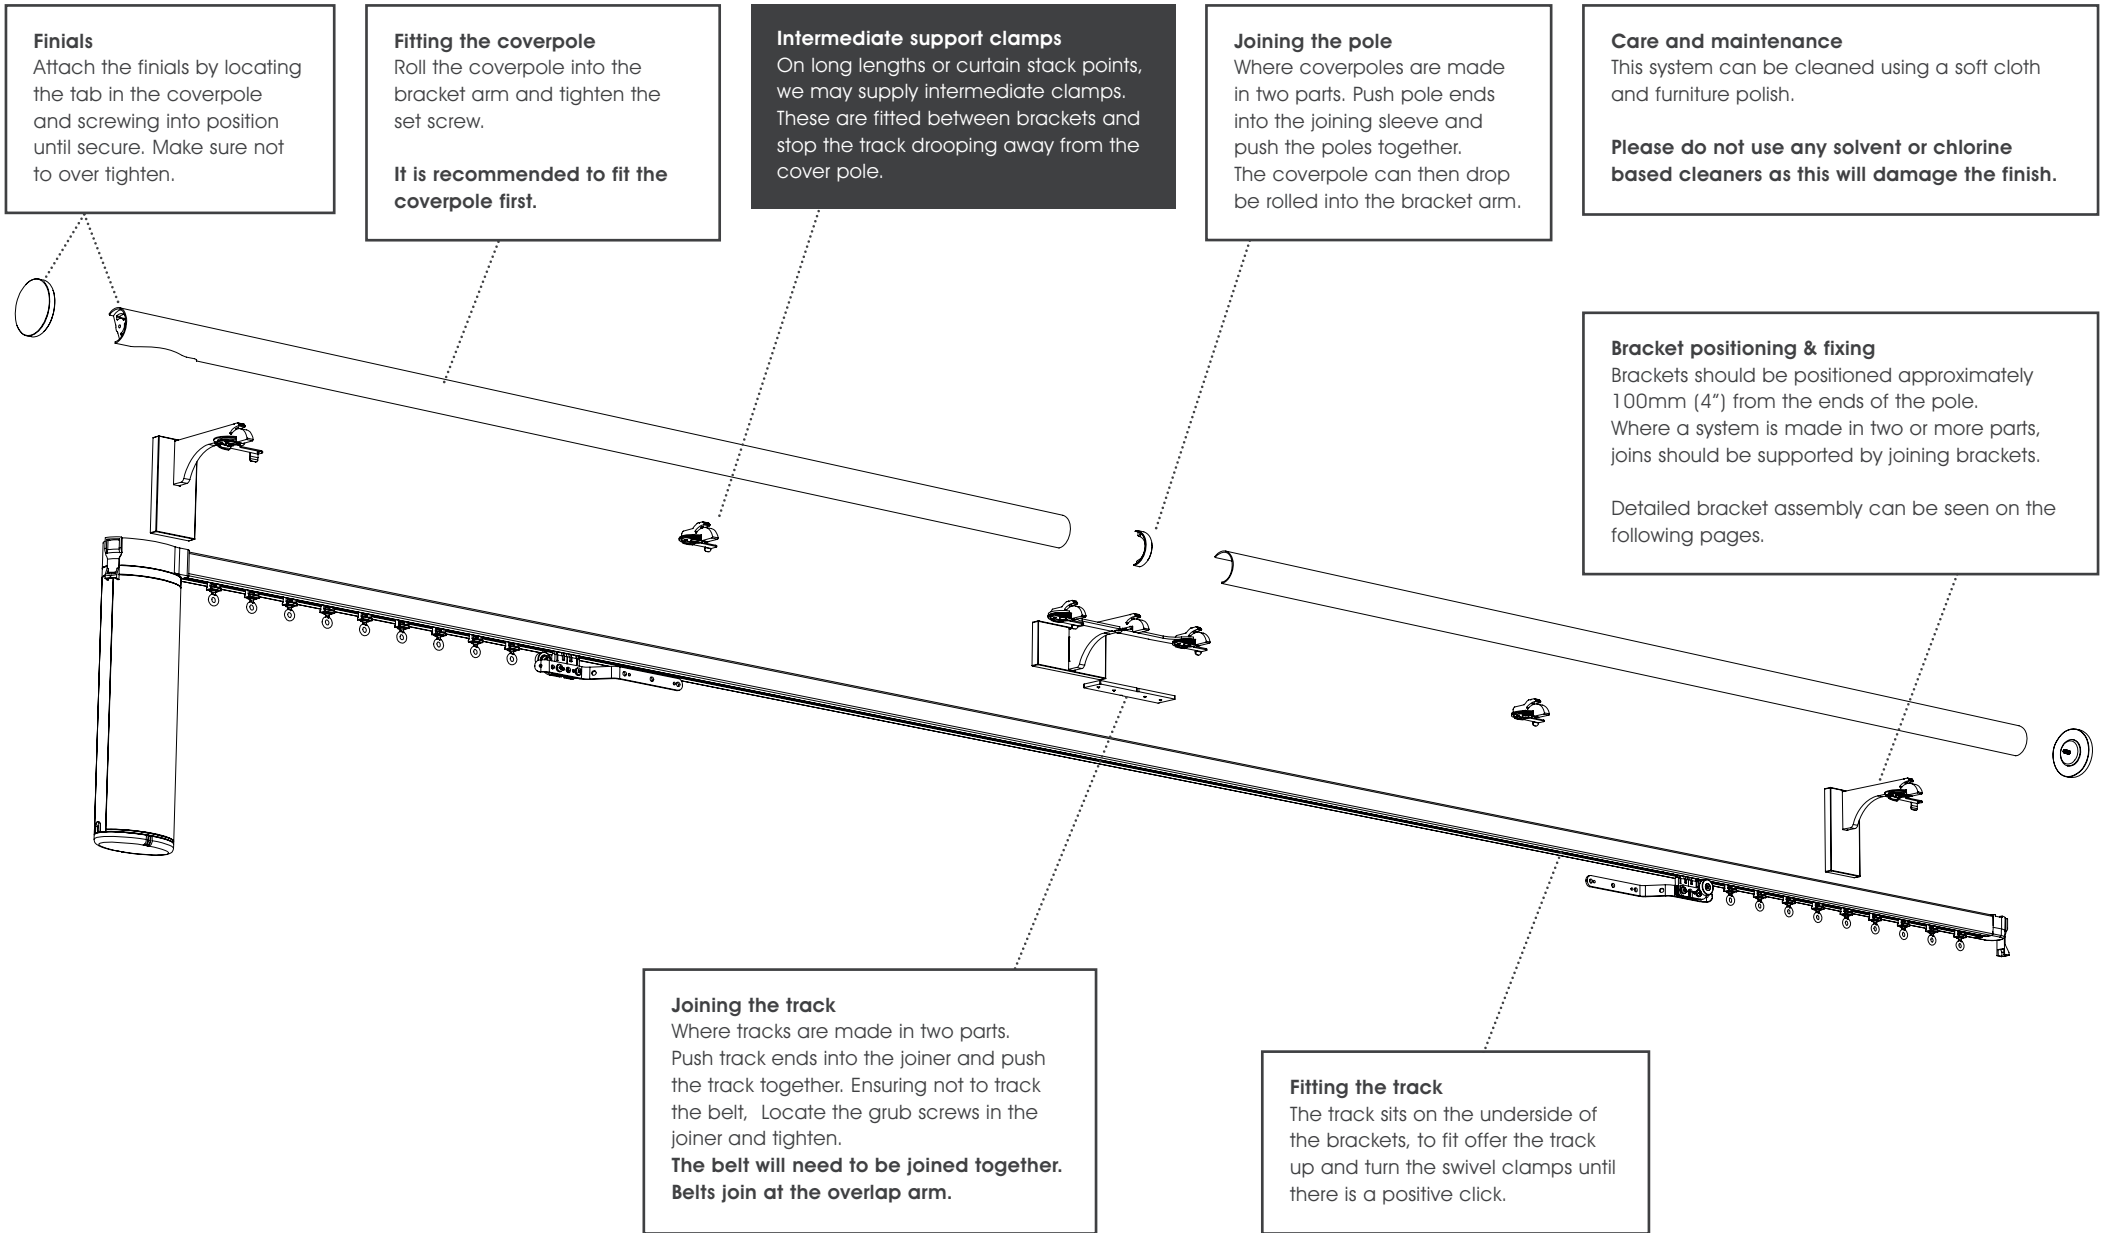 Finials
Attach the finials by locating
the tab in the coverpole
and screwing into position
until secure. Make sure not
to over tighten.
Fitting the coverpole
Roll the coverpole into the
bracket arm and tighten the
set screw.
It is recommended to fit the
coverpole first.
Intermediate support clamps
On long lengths or curtain stack points,
we may supply intermediate clamps.
These are fitted between brackets and
stop the track drooping away from the
cover pole.
Joining the pole
Where coverpoles are made
in two parts. Push pole ends
into the joining sleeve and
push the poles together.
The coverpole can then drop
be rolled into the bracket arm.
Care and maintenance
This system can be cleaned using a soft cloth
and furniture polish.
Please do not use any solvent or chlorine
based cleaners as this will damage the finish.
Bracket positioning & fixing
Brackets should be positioned approximately
100mm (4”) from the ends of the pole.
Where a system is made in two or more parts,
joins should be supported by joining brackets.
Detailed bracket assembly can be seen on the
following pages.
Joining the track
Where tracks are made in two parts.
Push track ends into the joiner and push
the track together. Ensuring not to track
the belt,  Locate the grub screws in the
joiner and tighten.
The belt will need to be joined together.
Belts join at the overlap arm.
Fitting the track
The track sits on the underside of
the brackets, to fit offer the track
up and turn the swivel clamps until
there is a positive click.